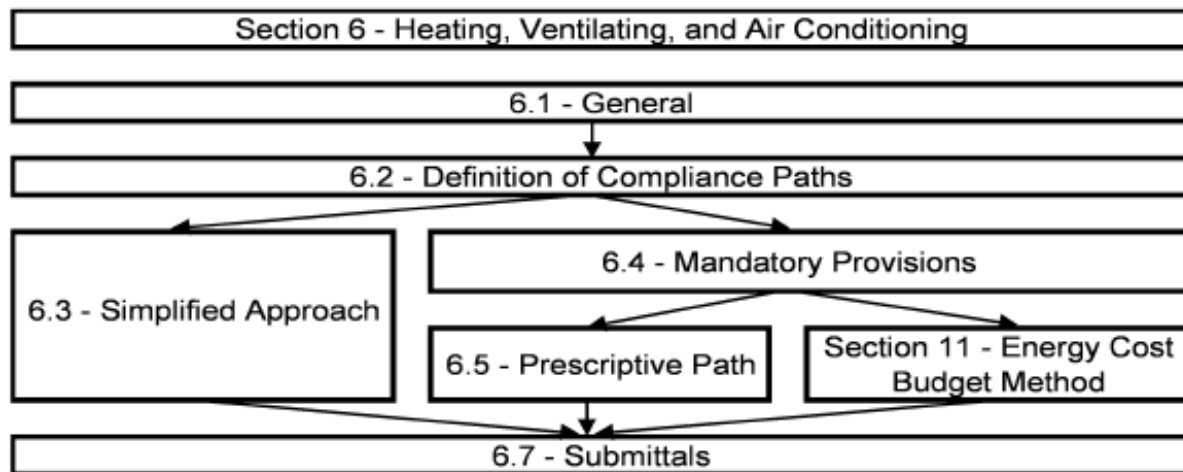 Section 6 - Heating, Ventilating, and Air Conditioning
6.1 - General
6.2 - Definition of Compliance Paths
6.3 - Simplified Approach
6.4 - Mandatory Provisions
6.5 - Prescriptive Path
Section 11 - Energy Cost
Budget Method
6.7 - Submittals